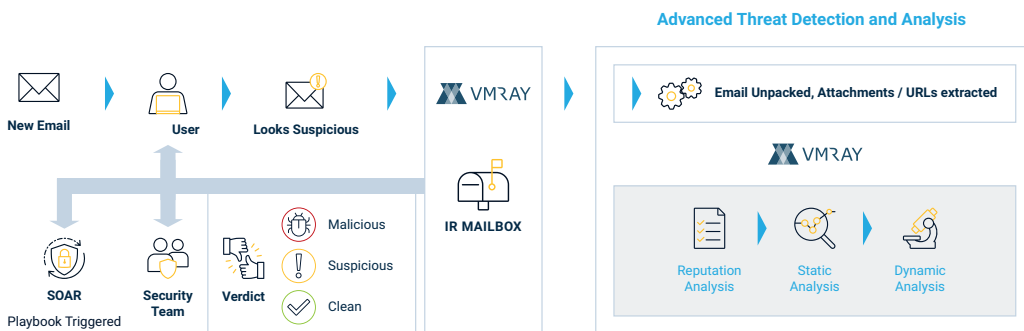 Advanced Threat Detection and Analysis
New Email
User
Looks Suspicious
VMRAY
IR MAILBOX
Email Unpacked, Attachments / URLs extracted
VMRAY
Reputation
Analysis
Static
Analysis
Dynamic
Analysis
SOAR
Playbook Triggered
Security
Team
Verdict
Malicious
Suspicious
Clean